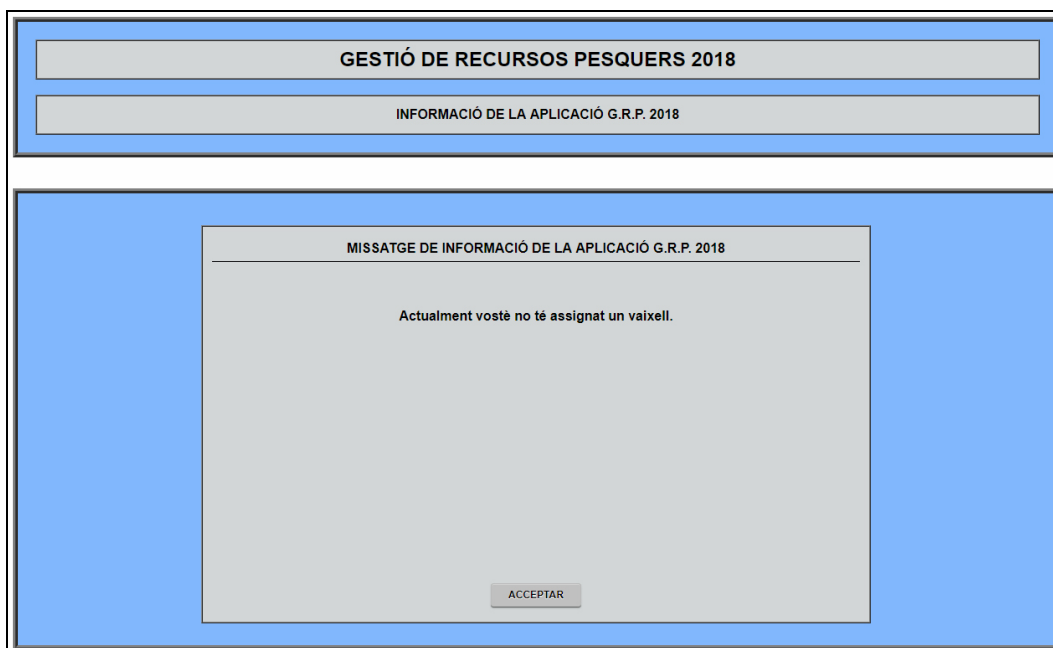 GESTIÓ DE RECURSOS PESQUERS 2018
INFORMACIÓ DE LA APLICACIÓ G.R.P. 2018
MISSATGE DE INFORMACIÓ DE LA APLICACIÓ G.R.P. 2018
Actualment vostè no té assignat un vaixell.
ACCEPTAR